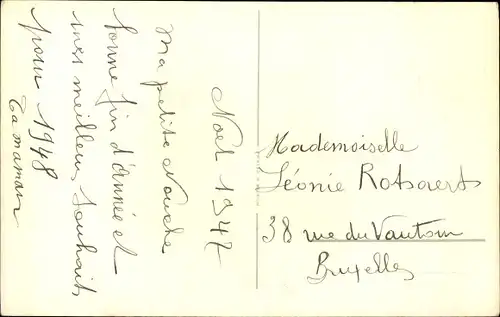 Noël 1947
Ma petite Nouche
bonne fin d'année et
mes meilleurs souhaits
pour 1948
Ta maman
Mademoiselle
Léonie Rotsaert
38 rue du Vautour
Bruxelles